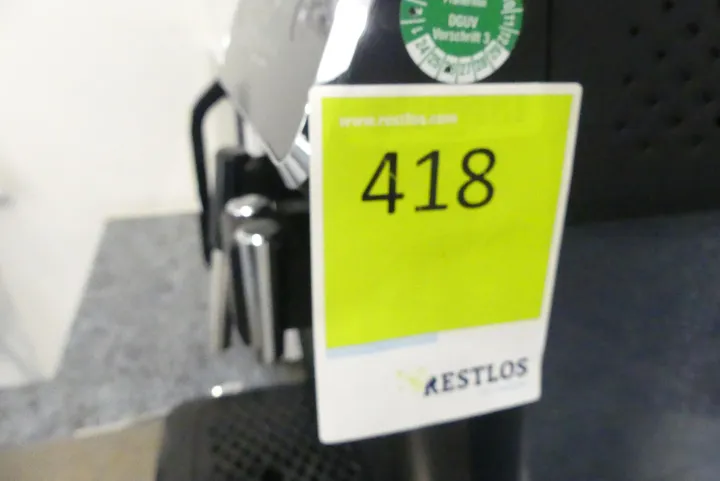 DGUV
Vorschrift 3
www.restlos.com
418
RESTLOS